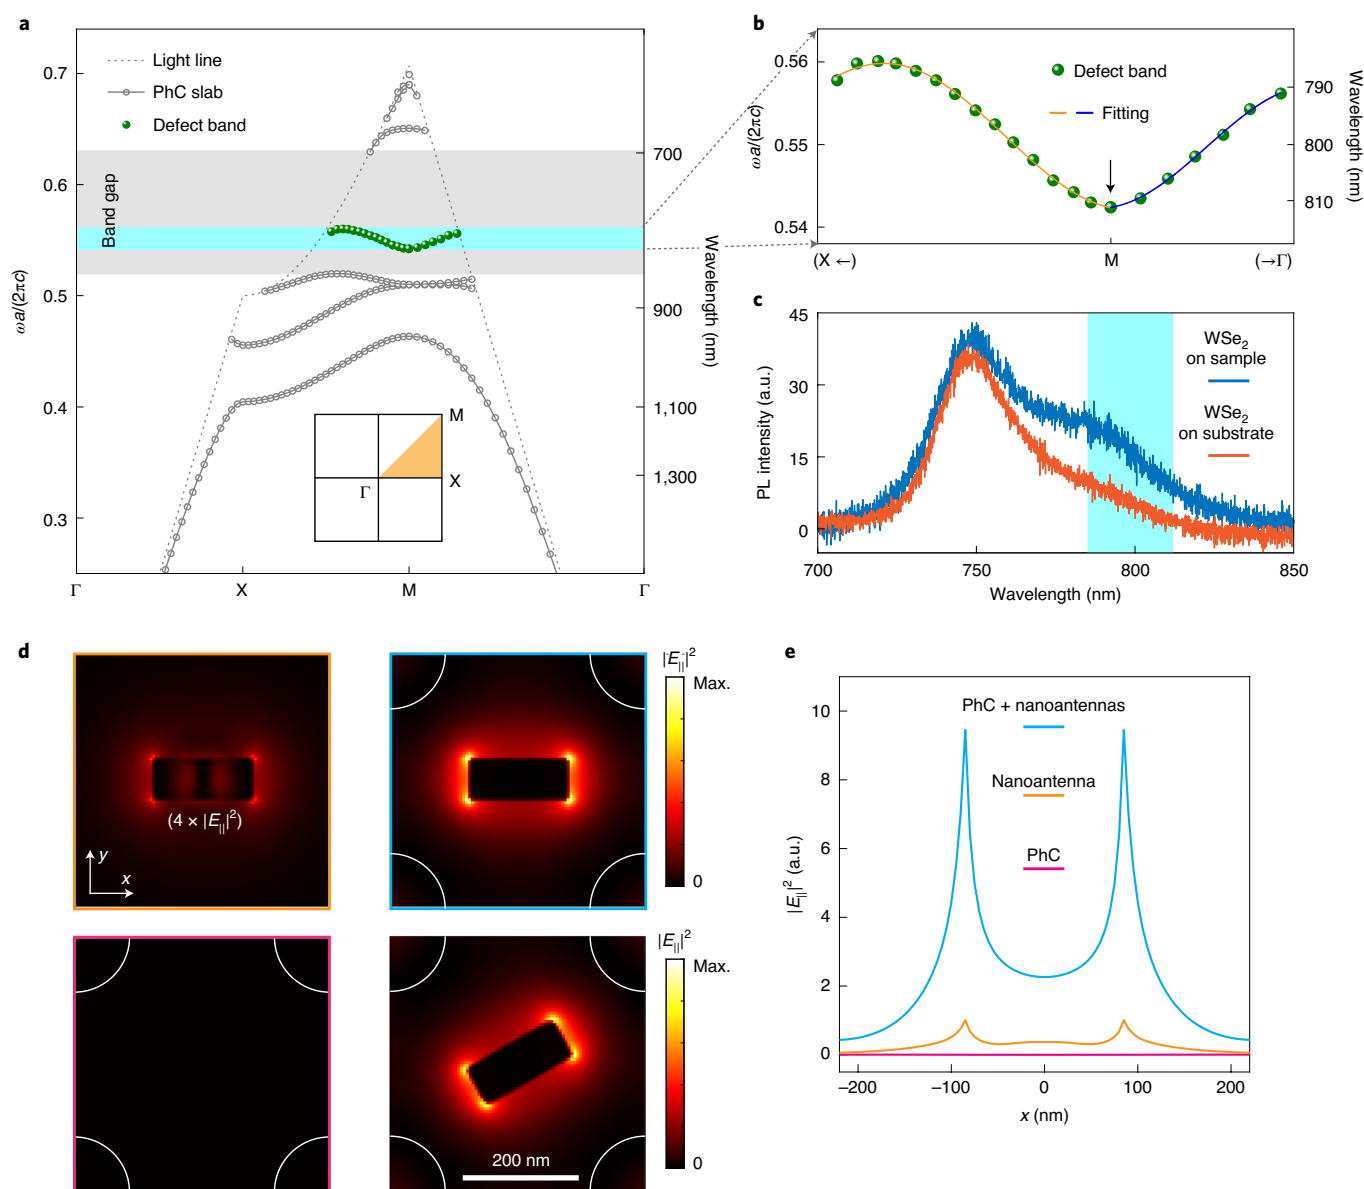 a
Light line
PhC slab
Defect band
Band gap
ωa/(2πc)
0.7
0.6
0.5
0.4
0.3
700
900
1,100
1,300
Wavelength (nm)
Γ
X
M
Γ
M
X
Γ
b
Defect band
Fitting
ωa/(2πc)
0.56
0.55
0.54
790
800
810
Wavelength (nm)
(X ←)
M
(→Γ)
c
PL intensity (a.u.)
45
30
15
0
WSe2
on sample
WSe2
on substrate
700
750
800
850
Wavelength (nm)
d
(4 × |E|||2)
y
x
|E|||2
Max.
0
|E|||2
Max.
0
200 nm
e
PhC + nanoantennas
Nanoantenna
PhC
|E|||2 (a.u.)
10
8
6
4
2
0
–200
–100
0
100
200
x (nm)